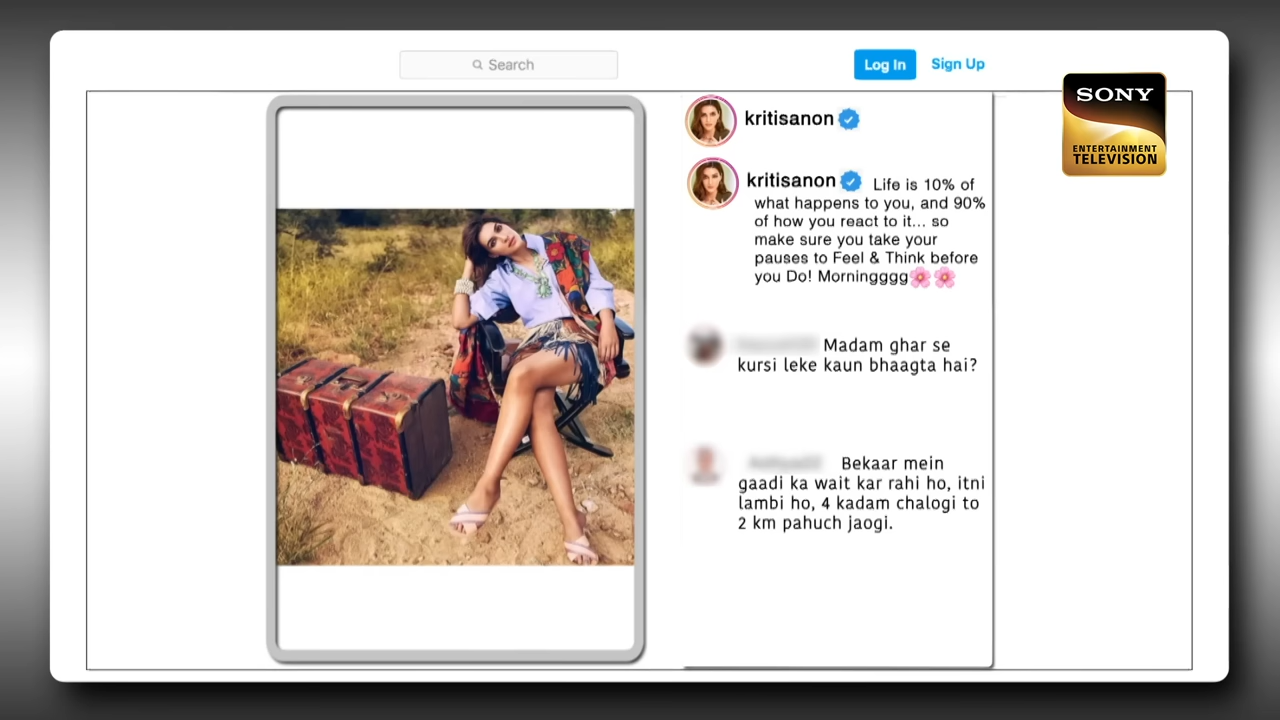 Search
Log In
Sign Up
SONY
ENTERTAINMENT
TELEVISION
kritisanon
kritisanon Life is 10% of
what happens to you, and 90%
of how you react to it... so
make sure you take your
pauses to Feel & Think before
you Do! Morningggg🌸🌸
Madam ghar se
kursi leke kaun bhaagta hai?
Bekaar mein
gaadi ka wait kar rahi ho, itni
lambi ho, 4 kadam chalogi to
2 km pahuch jaogi.